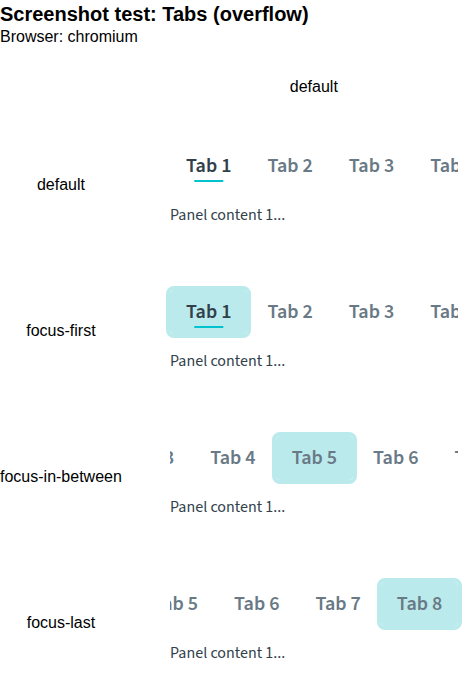 Screenshot test: Tabs (overflow)
Browser: chromium
default
default
Tab 1 Tab 2 Tab 3 Tab
Panel content 1...
focus-first
Tab 1 Tab 2 Tab 3 Tab
Panel content 1...
focus-in-between
3 Tab 4 Tab 5 Tab 6
Panel content 1...
focus-last
ab 5 Tab 6 Tab 7 Tab 8
Panel content 1...